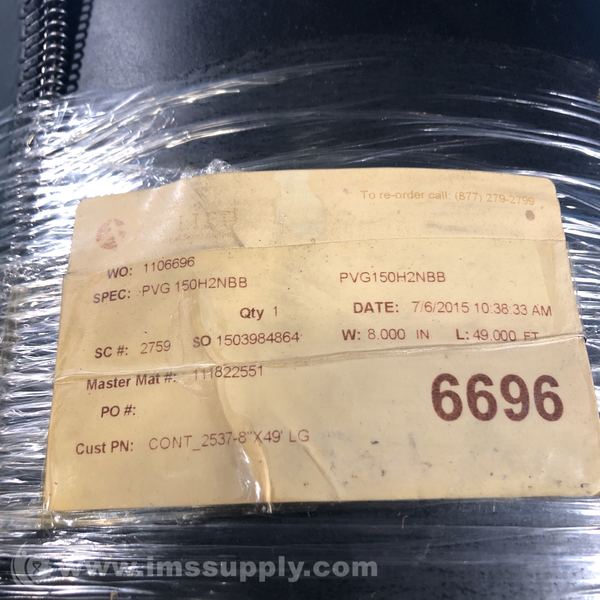 To re-order call: (877) 279-2799
WO: 1106696
SPEC: PVG150H2NBB PVG150H2NBB
Qty 1 DATE: 7/6/2015 10:38:33 AM
SC #: 2759 SO 1503984864 W: 8.000 IN L: 49.000 FT
Master Mat #: 111822551
6696
PO #:
Cust PN: CONT_2537-8"X49' LG
www.imssupply.com